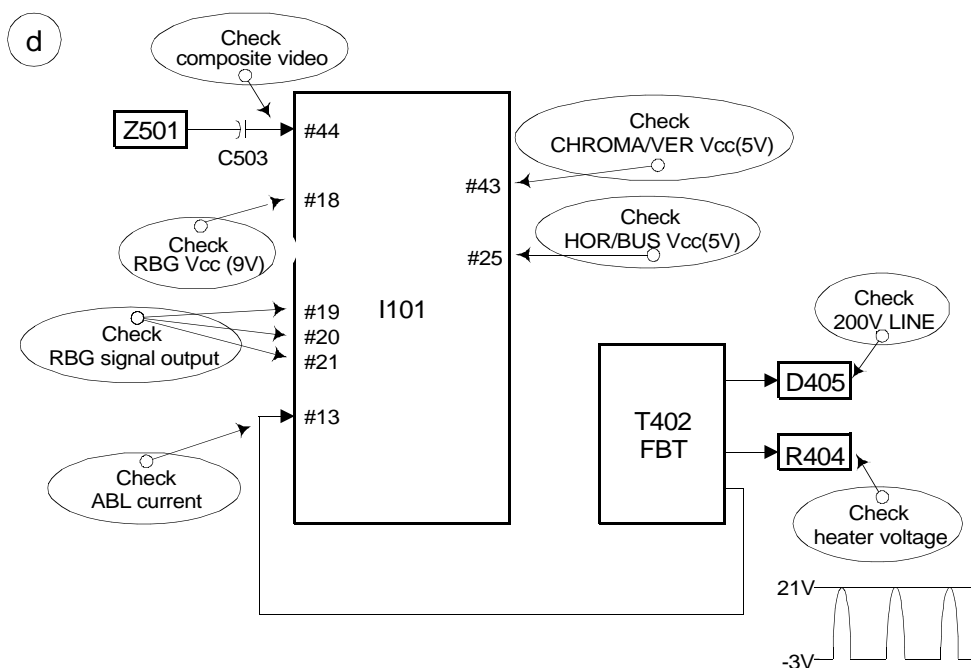 d
Check
composite video
Z501
C503
#44
Check
CHROMA/VER Vcc(5V)
#43
#18
Check
RBG Vcc (9V)
Check
HOR/BUS Vcc(5V)
#25
I101
#19
#20
#21
Check
RBG signal output
Check
200V LINE
D405
T402
FBT
#13
R404
Check
ABL current
Check
heater voltage
21V
-3V